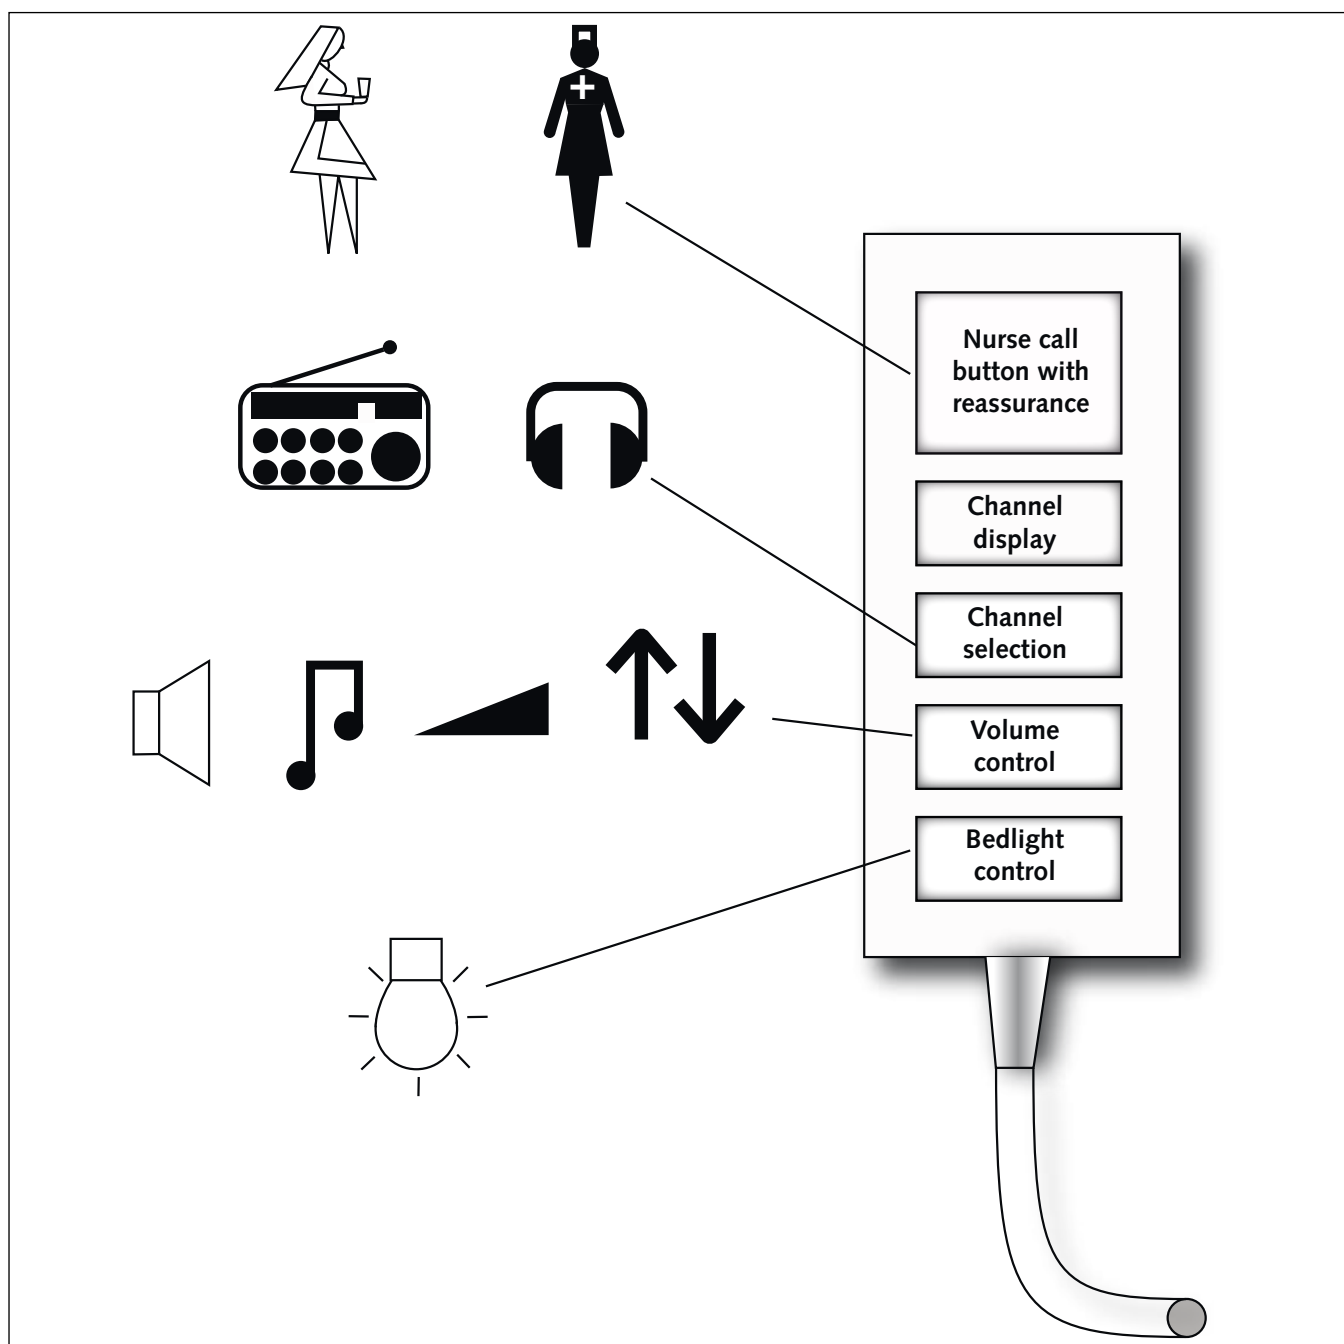 Nurse call
button with
reassurance
Channel
display
Channel
selection
Volume
control
Bedlight
control